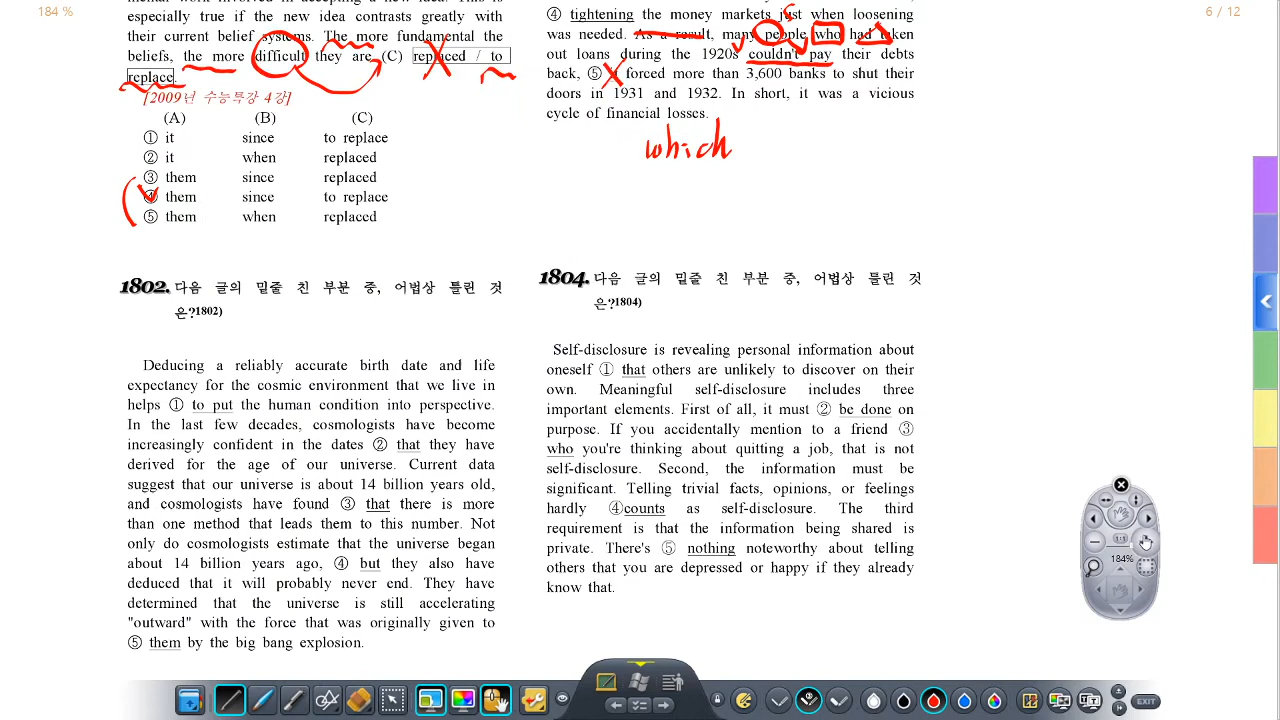 184 %
6 / 12
mental work involved in accepting a new idea. This is
especially true if the new idea contrasts greatly with
their current belief systems. The more fundamental the
beliefs, the more difficult they are (C) replaced / to
replace.
[2009년 수능특강 4강]
(A) (B) (C)
① it since to replace
② it when replaced
③ them since replaced
④ them since to replace
⑤ them when replaced
1802. 다음 글의 밑줄 친 부분 중, 어법상 틀린 것
은?1802)
Deducing a reliably accurate birth date and life
expectancy for the cosmic environment that we live in
helps ① to put the human condition into perspective.
In the last few decades, cosmologists have become
increasingly confident in the dates ② that they have
derived for the age of our universe. Current data
suggest that our universe is about 14 billion years old,
and cosmologists have found ③ that there is more
than one method that leads them to this number. Not
only do cosmologists estimate that the universe began
about 14 billion years ago, ④ but they also have
deduced that it will probably never end. They have
determined that the universe is still accelerating
"outward" with the force that was originally given to
⑤ them by the big bang explosion.
④ tightening the money markets just when loosening
was needed. As a result, many people who had taken
out loans during the 1920s couldn't pay their debts
back, ⑤ forced more than 3,600 banks to shut their
doors in 1931 and 1932. In short, it was a vicious
cycle of financial losses.
which
1804. 다음 글의 밑줄 친 부분 중, 어법상 틀린 것
은?1804)
Self-disclosure is revealing personal information about
oneself ① that others are unlikely to discover on their
own. Meaningful self-disclosure includes three
important elements. First of all, it must ② be done on
purpose. If you accidentally mention to a friend ③
who you're thinking about quitting a job, that is not
self-disclosure. Second, the information must be
significant. Telling trivial facts, opinions, or feelings
hardly ④counts as self-disclosure. The third
requirement is that the information being shared is
private. There's ⑤ nothing noteworthy about telling
others that you are depressed or happy if they already
know that.
1:1
184%
EXIT